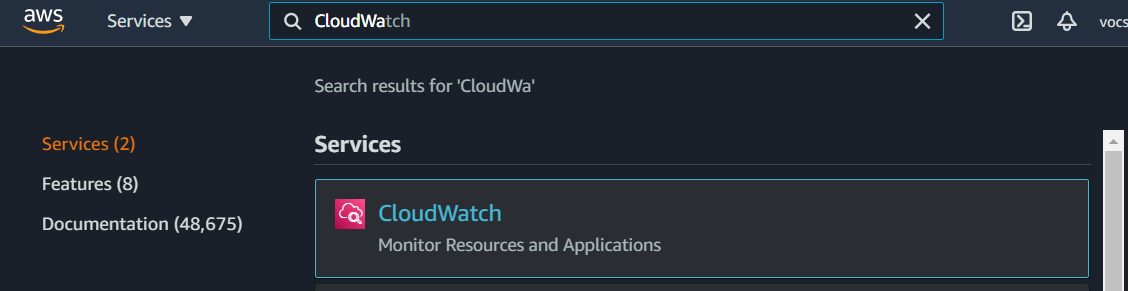 aws Services ▼ CloudWatch vocs
Search results for 'CloudWa'
Services (2)
Features (8)
Documentation (48,675)
Services
CloudWatch
Monitor Resources and Applications